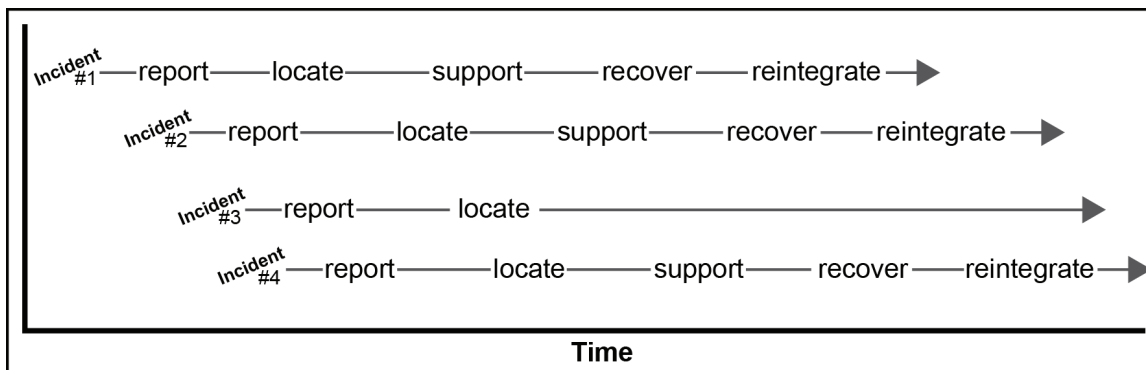 Incident #1 report locate support recover reintegrate
Incident #2 report locate support recover reintegrate
Incident #3 report locate
Incident #4 report locate support recover reintegrate
Time